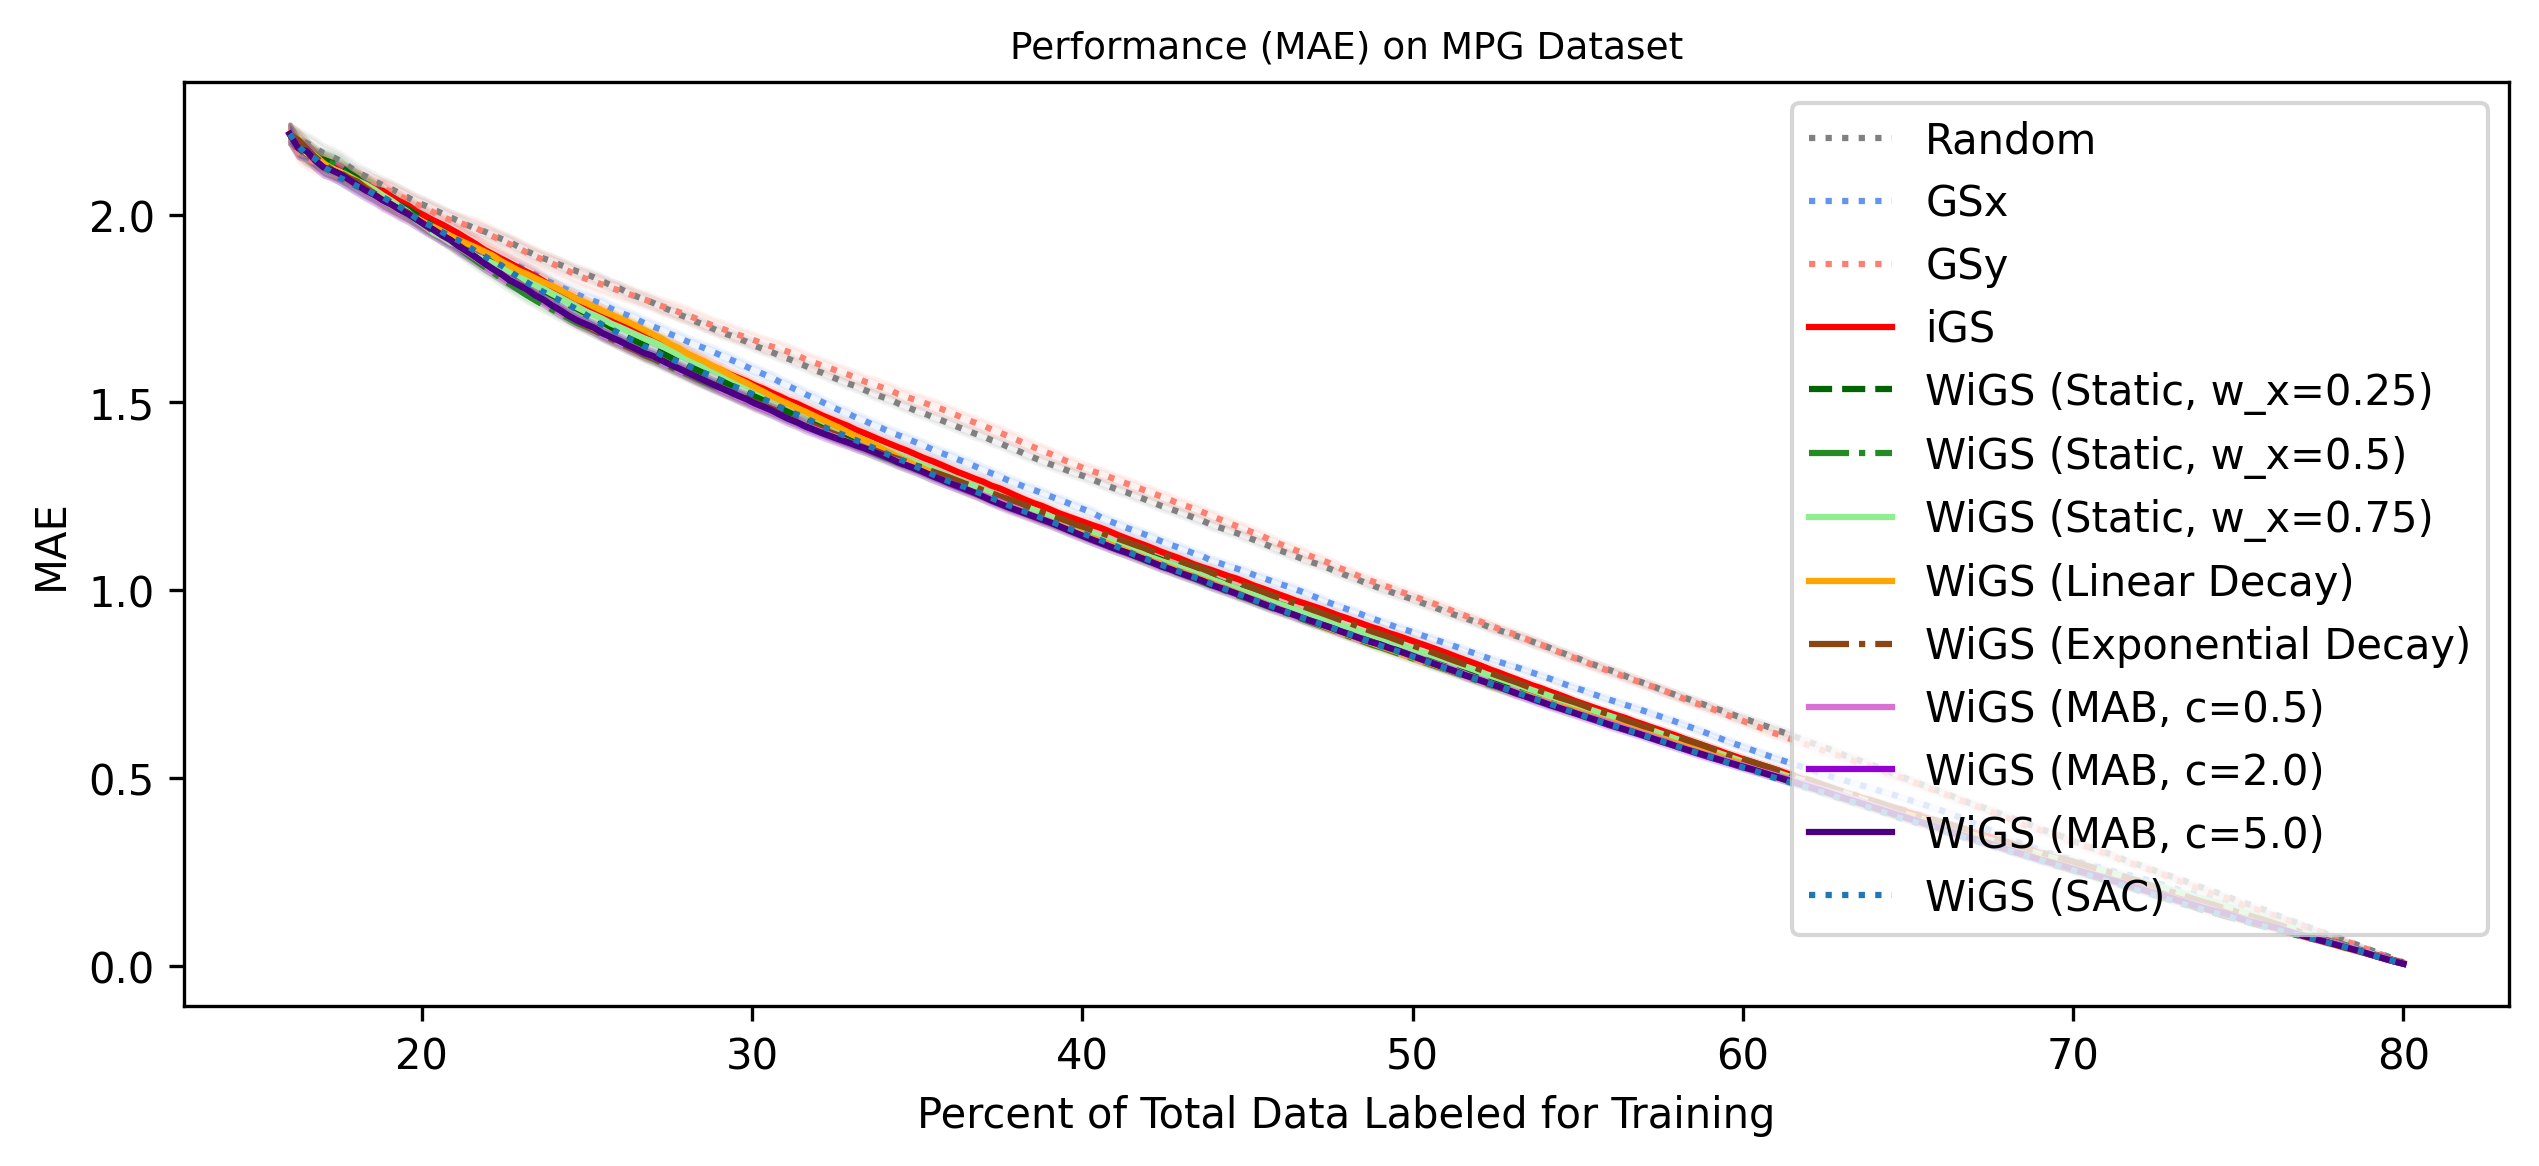 Performance (MAE) on MPG Dataset
MAE
2.0
1.5
1.0
0.5
0.0
20 30 40 50 60 70 80
Percent of Total Data Labeled for Training
Random
GSx
GSy
iGS
WiGS (Static, w_x=0.25)
WiGS (Static, w_x=0.5)
WiGS (Static, w_x=0.75)
WiGS (Linear Decay)
WiGS (Exponential Decay)
WiGS (MAB, c=0.5)
WiGS (MAB, c=2.0)
WiGS (MAB, c=5.0)
WiGS (SAC)